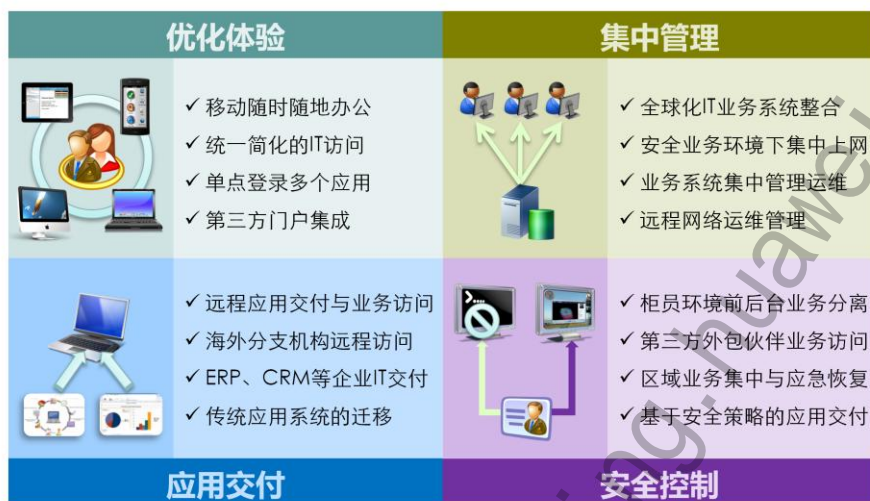 优化体验
✓ 移动随时随地办公
✓ 统一简化的IT访问
✓ 单点登录多个应用
✓ 第三方门户集成
集中管理
✓ 全球化IT业务系统整合
✓ 安全业务环境下集中上网
✓ 业务系统集中管理运维
✓ 远程网络运维管理
✓ 远程应用交付与业务访问
✓ 海外分支机构远程访问
✓ ERP、CRM等企业IT交付
✓ 传统应用系统的迁移
应用交付
✓ 柜员环境前后台业务分离
✓ 第三方外包伙伴业务访问
✓ 区域业务集中与应急恢复
✓ 基于安全策略的应用交付
安全控制
ing.huawei